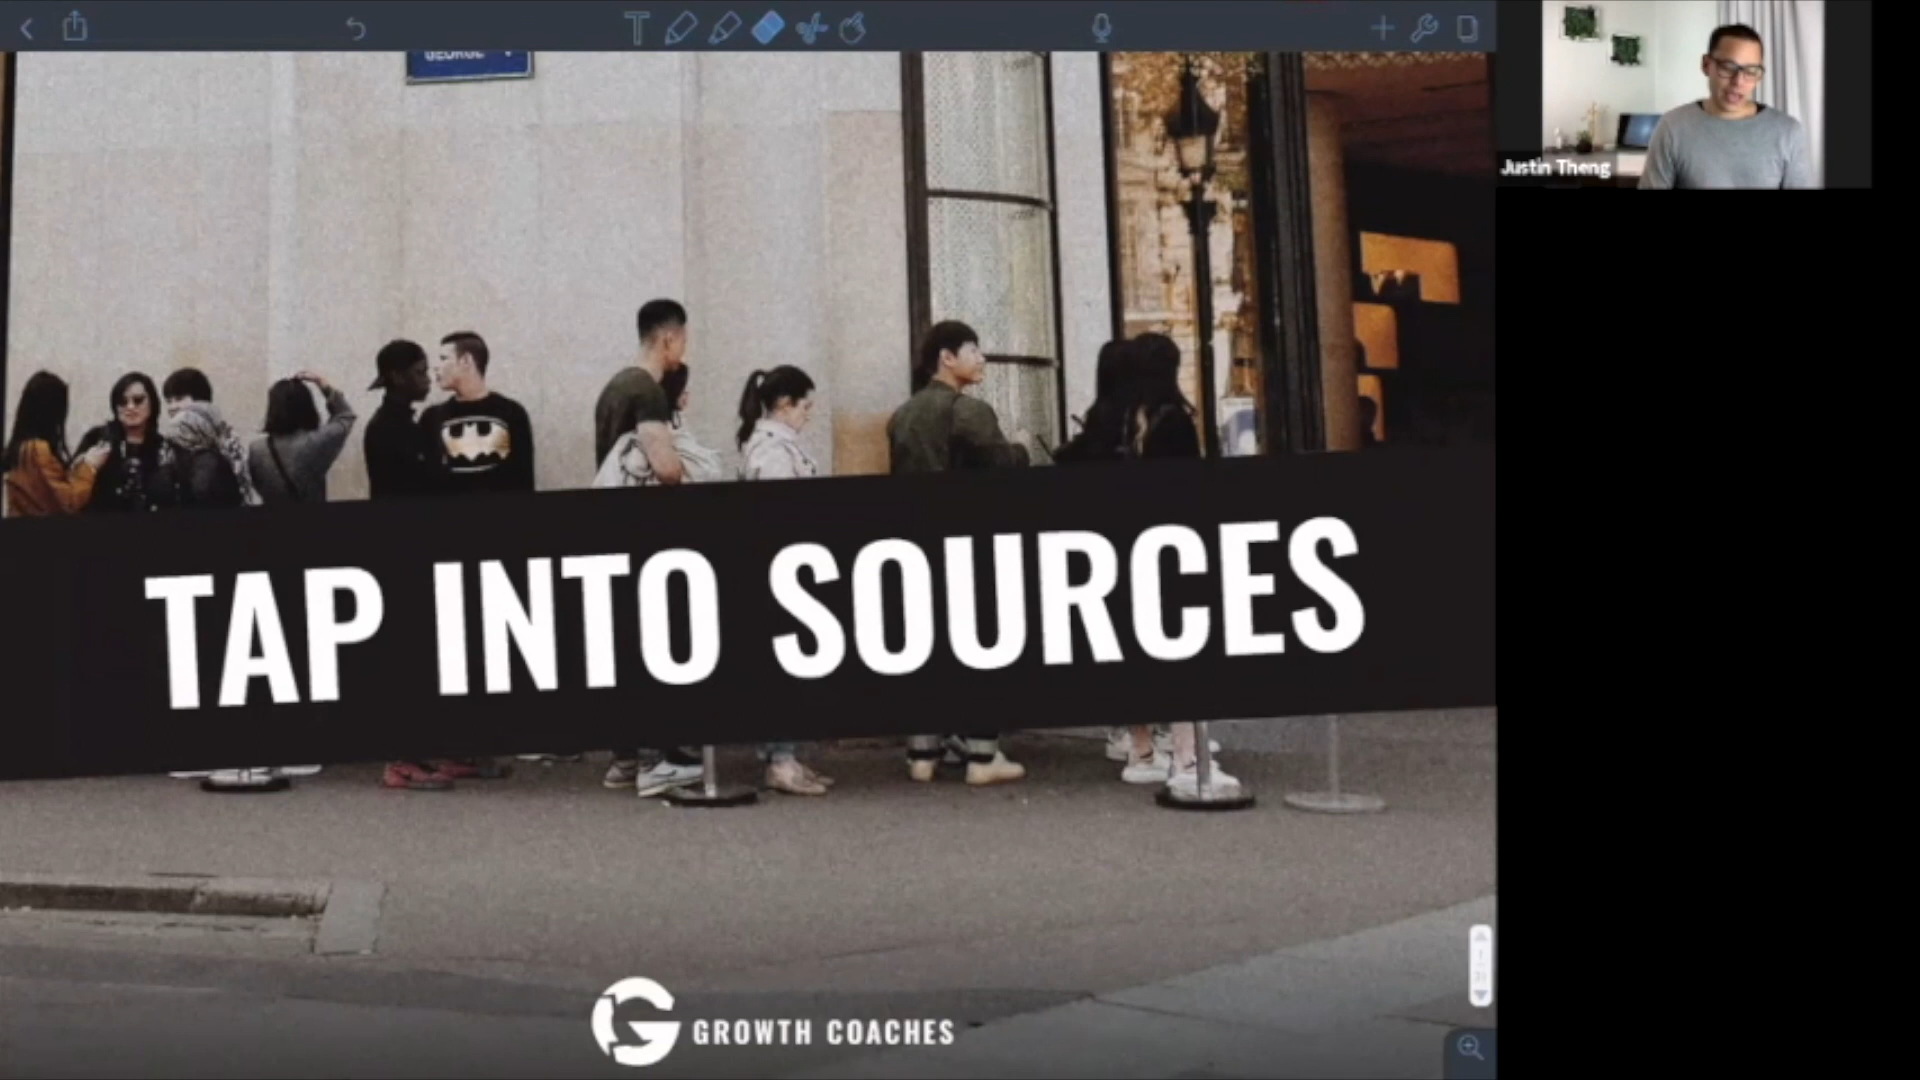 GEORGE V
Justin Theng
TAP INTO SOURCES
GROWTH COACHES